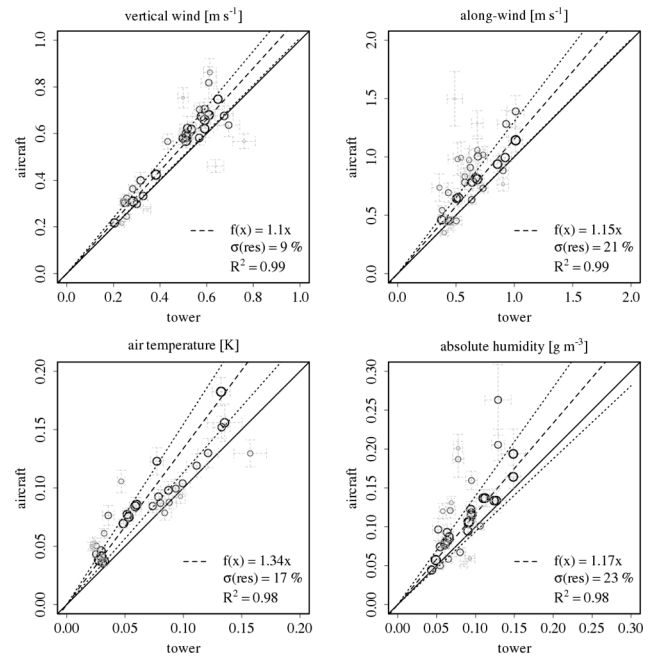 vertical wind [m s⁻¹]
aircraft
0.0 0.2 0.4 0.6 0.8 1.0
f(x) = 1.1x
σ(res) = 9 %
R² = 0.99
0.0 0.2 0.4 0.6 0.8 1.0
tower
along-wind [m s⁻¹]
aircraft
0.0 0.5 1.0 1.5 2.0
f(x) = 1.15x
σ(res) = 21 %
R² = 0.99
0.0 0.5 1.0 1.5 2.0
tower
air temperature [K]
aircraft
0.00 0.05 0.10 0.15 0.20
f(x) = 1.34x
σ(res) = 17 %
R² = 0.98
0.00 0.05 0.10 0.15 0.20
tower
absolute humidity [g m⁻³]
aircraft
0.00 0.05 0.10 0.15 0.20 0.25 0.30
f(x) = 1.17x
σ(res) = 23 %
R² = 0.98
0.00 0.05 0.10 0.15 0.20 0.25 0.30
tower